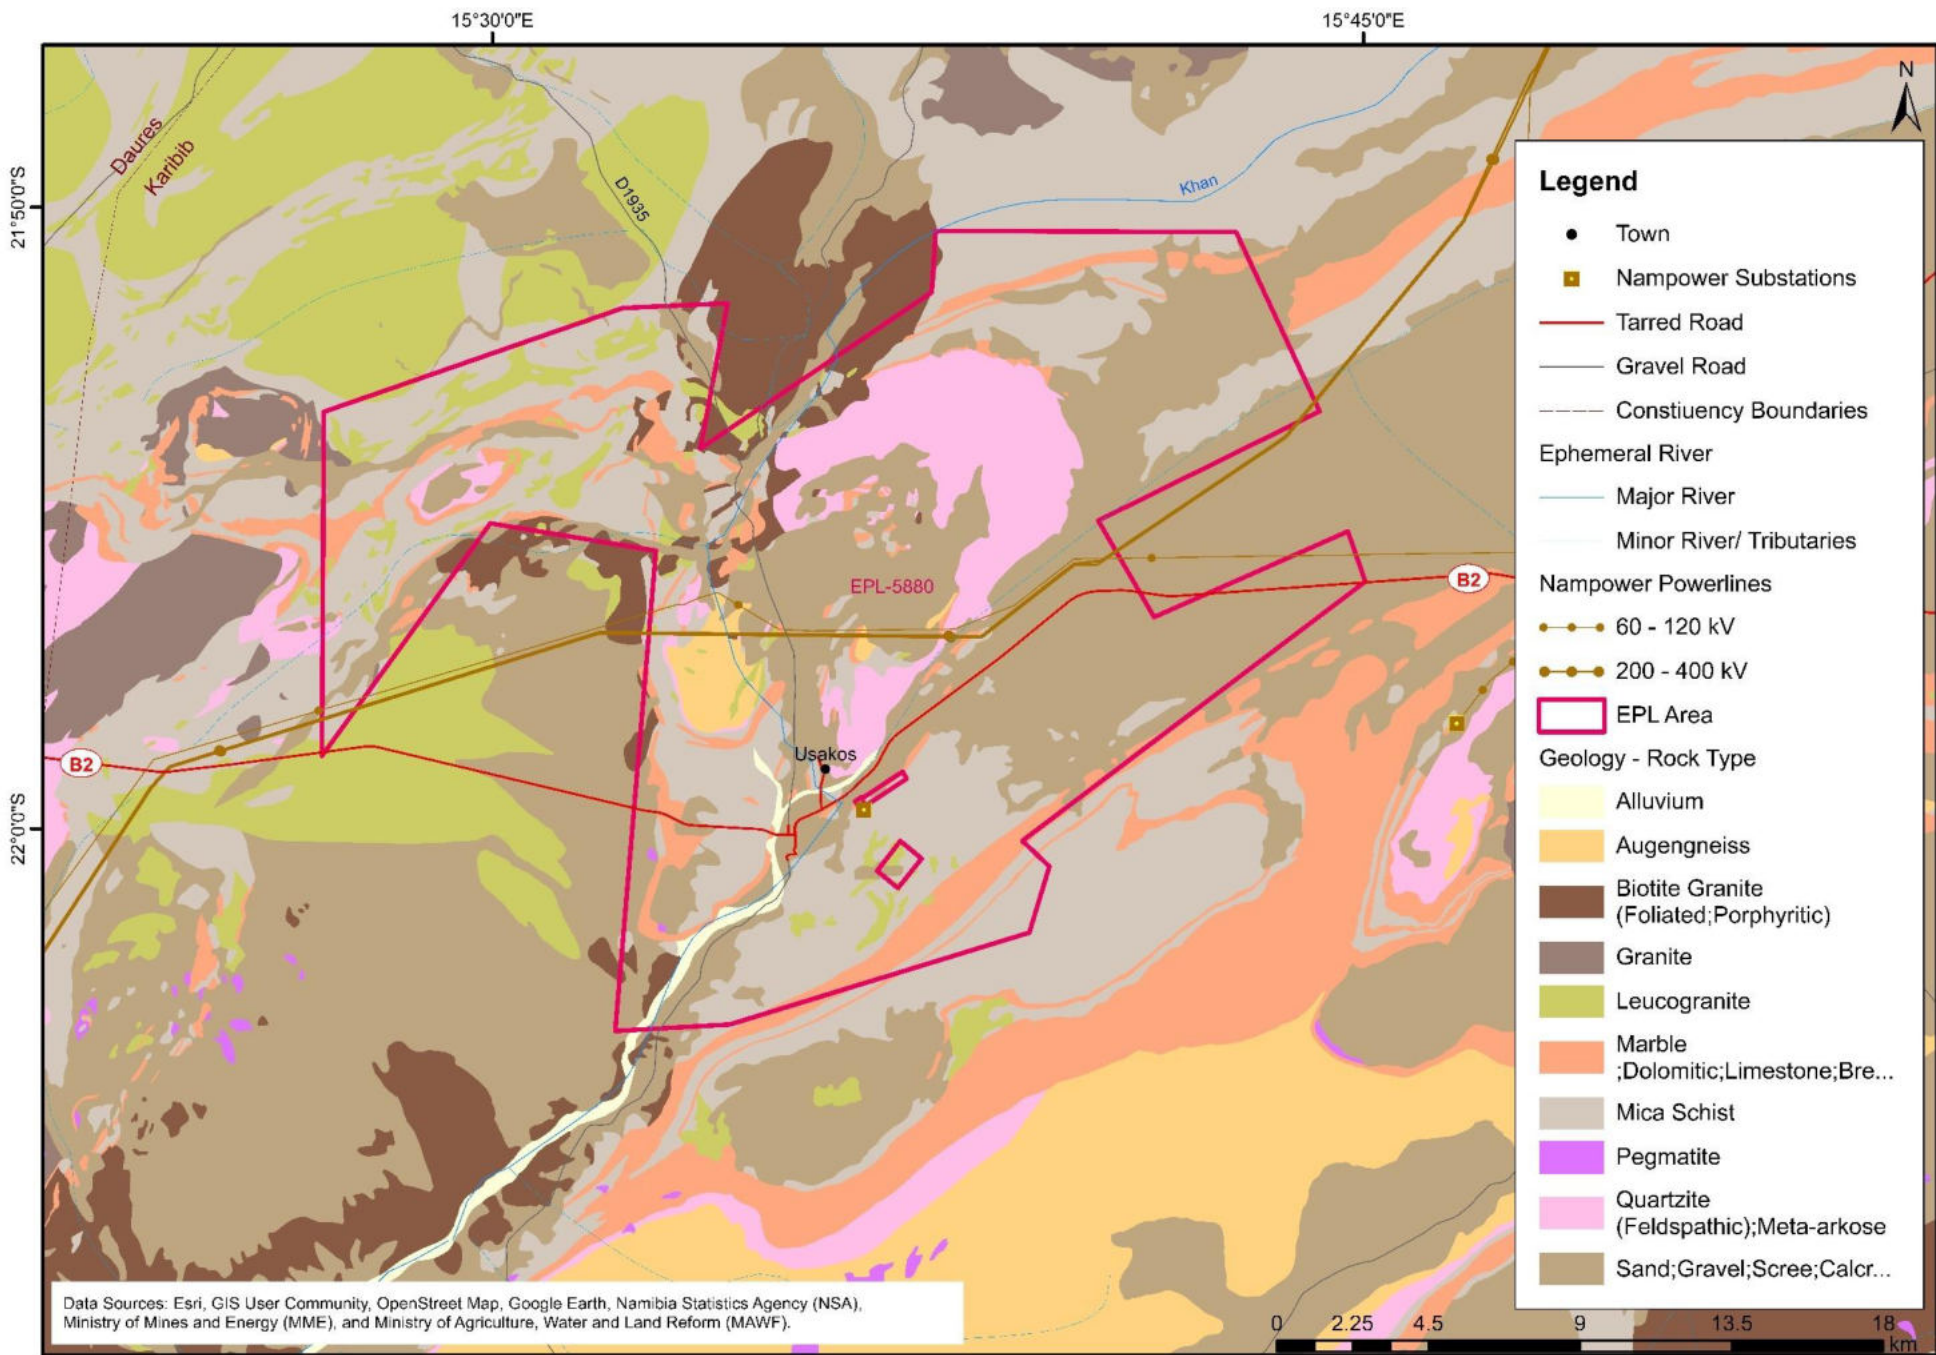 15°30'0"E
15°45'0"E
21°50'0"S
22°0'0"S
N
Daures
Karibib
D1935
Khan
EPL-5880
B2
B2
Usakos
Legend
Town
Nampower Substations
Tarred Road
Gravel Road
Constiuency Boundaries
Ephemeral River
Major River
Minor River/ Tributaries
Nampower Powerlines
60 - 120 kV
200 - 400 kV
EPL Area
Geology - Rock Type
Alluvium
Augengneiss
Biotite Granite
(Foliated;Porphyritic)
Granite
Leucogranite
Marble
;Dolomitic;Limestone;Bre...
Mica Schist
Pegmatite
Quartzite
(Feldspathic);Meta-arkose
Sand;Gravel;Scree;Calcr...
Data Sources: Esri, GIS User Community, OpenStreet Map, Google Earth, Namibia Statistics Agency (NSA),
Ministry of Mines and Energy (MME), and Ministry of Agriculture, Water and Land Reform (MAWF).
0 2.25 4.5 9 13.5 18
km